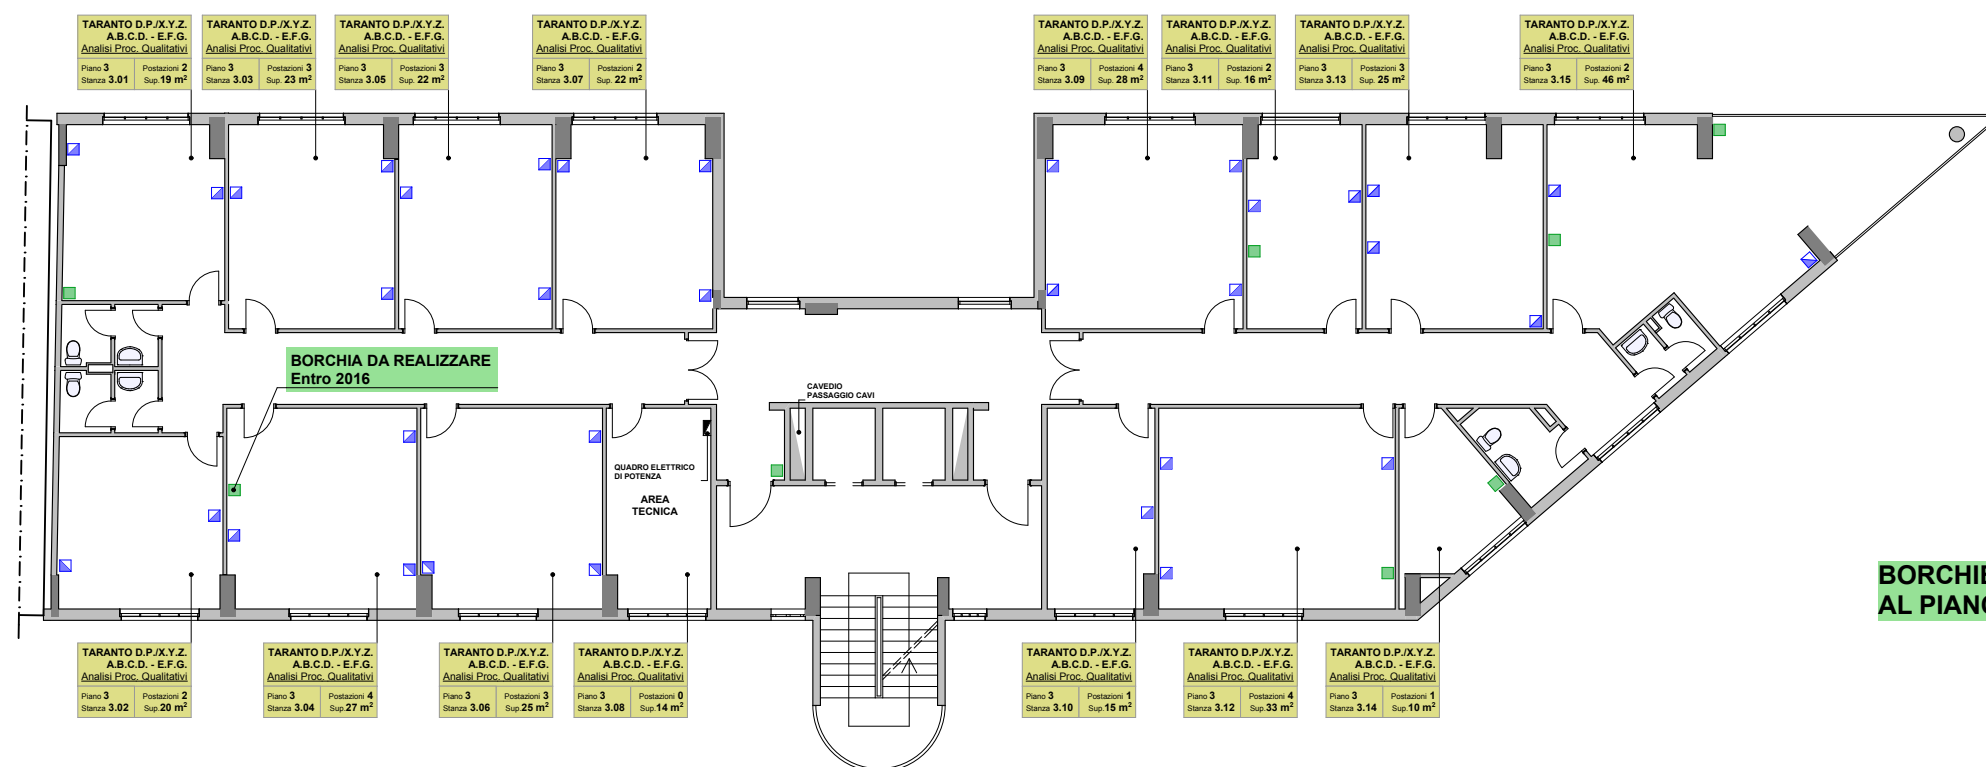 TARANTO D.P./X.Y.Z.
A.B.C.D. - E.F.G.
Analisi Proc. Qualitativi
Piano 3 Postazioni 2
Stanza 3.01 Sup. 19 m²
TARANTO D.P./X.Y.Z.
A.B.C.D. - E.F.G.
Analisi Proc. Qualitativi
Piano 3 Postazioni 3
Stanza 3.03 Sup. 23 m²
TARANTO D.P./X.Y.Z.
A.B.C.D. - E.F.G.
Analisi Proc. Qualitativi
Piano 3 Postazioni 3
Stanza 3.05 Sup. 22 m²
TARANTO D.P./X.Y.Z.
A.B.C.D. - E.F.G.
Analisi Proc. Qualitativi
Piano 3 Postazioni 2
Stanza 3.07 Sup. 22 m²
TARANTO D.P./X.Y.Z.
A.B.C.D. - E.F.G.
Analisi Proc. Qualitativi
Piano 3 Postazioni 4
Stanza 3.09 Sup. 28 m²
TARANTO D.P./X.Y.Z.
A.B.C.D. - E.F.G.
Analisi Proc. Qualitativi
Piano 3 Postazioni 2
Stanza 3.11 Sup. 16 m²
TARANTO D.P./X.Y.Z.
A.B.C.D. - E.F.G.
Analisi Proc. Qualitativi
Piano 3 Postazioni 3
Stanza 3.13 Sup. 25 m²
TARANTO D.P./X.Y.Z.
A.B.C.D. - E.F.G.
Analisi Proc. Qualitativi
Piano 3 Postazioni 2
Stanza 3.15 Sup. 46 m²
BORCHIA DA REALIZZARE
Entro 2016
CAVEDIO
PASSAGGIO CAVI
QUADRO ELETTRICO
DI POTENZA
AREA
TECNICA
BORCHIE
AL PIANO
TARANTO D.P./X.Y.Z.
A.B.C.D. - E.F.G.
Analisi Proc. Qualitativi
Piano 3 Postazioni 2
Stanza 3.02 Sup. 20 m²
TARANTO D.P./X.Y.Z.
A.B.C.D. - E.F.G.
Analisi Proc. Qualitativi
Piano 3 Postazioni 4
Stanza 3.04 Sup. 27 m²
TARANTO D.P./X.Y.Z.
A.B.C.D. - E.F.G.
Analisi Proc. Qualitativi
Piano 3 Postazioni 3
Stanza 3.06 Sup. 25 m²
TARANTO D.P./X.Y.Z.
A.B.C.D. - E.F.G.
Analisi Proc. Qualitativi
Piano 3 Postazioni 0
Stanza 3.08 Sup. 14 m²
TARANTO D.P./X.Y.Z.
A.B.C.D. - E.F.G.
Analisi Proc. Qualitativi
Piano 3 Postazioni 1
Stanza 3.10 Sup. 15 m²
TARANTO D.P./X.Y.Z.
A.B.C.D. - E.F.G.
Analisi Proc. Qualitativi
Piano 3 Postazioni 4
Stanza 3.12 Sup. 33 m²
TARANTO D.P./X.Y.Z.
A.B.C.D. - E.F.G.
Analisi Proc. Qualitativi
Piano 3 Postazioni 1
Stanza 3.14 Sup. 10 m²